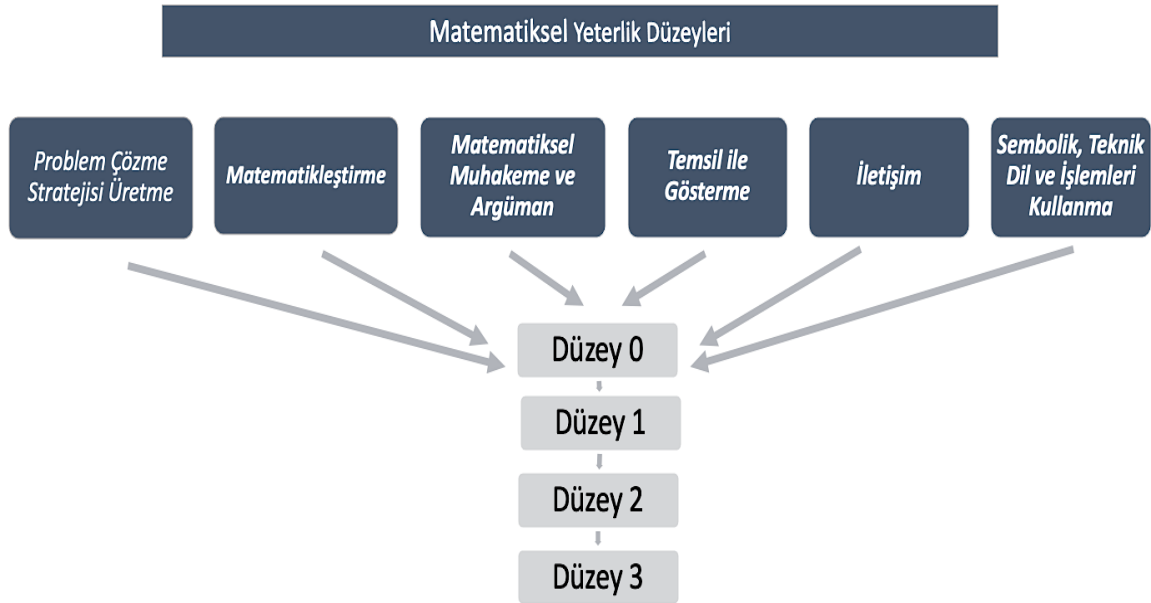 Matematiksel Yeterlik Düzeyleri
Problem Çözme
Stratejisi Üretme
Matematikleştirme
Matematiksel
Muhakeme ve
Argüman
Temsil ile
Gösterme
İletişim
Sembolik, Teknik
Dil ve İşlemleri
Kullanma
Düzey 0
Düzey 1
Düzey 2
Düzey 3